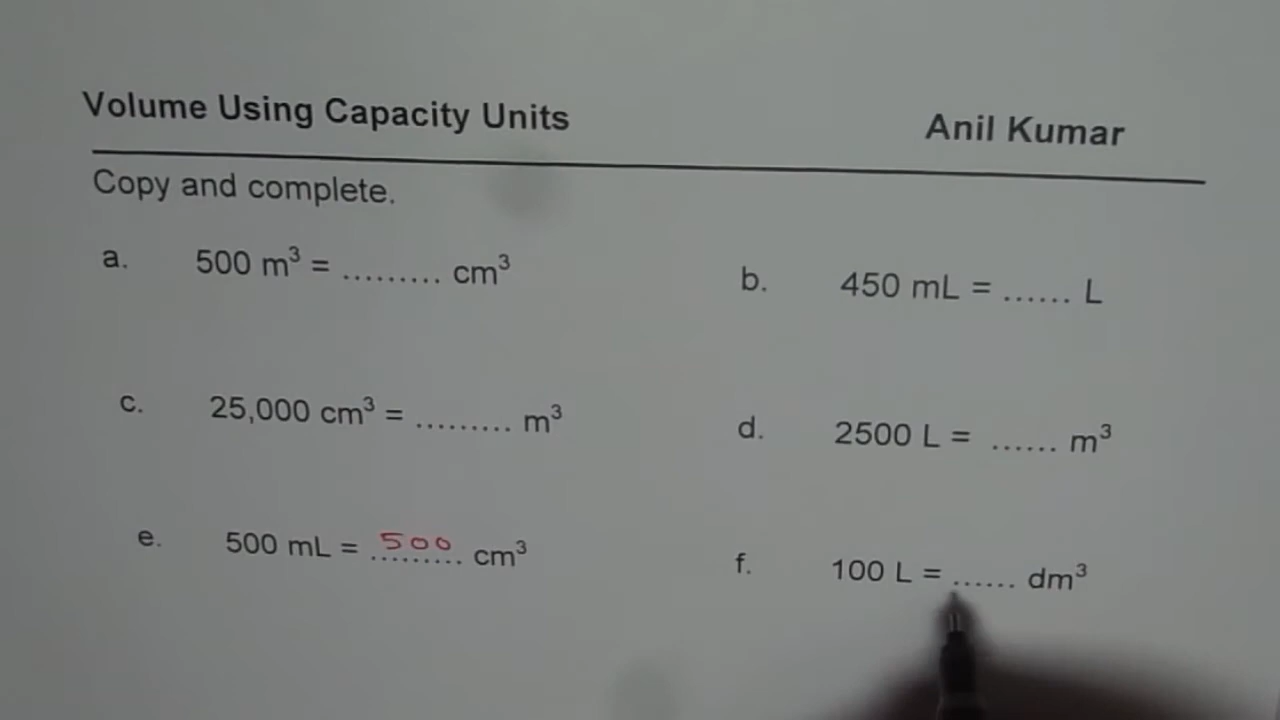 Volume Using Capacity Units Anil Kumar
Copy and complete.
a. 500 m³ = ......... cm³ b. 450 mL = ...... L
c. 25,000 cm³ = ......... m³ d. 2500 L = ...... m³
e. 500 mL = 500 ......... cm³ f. 100 L = ...... dm³